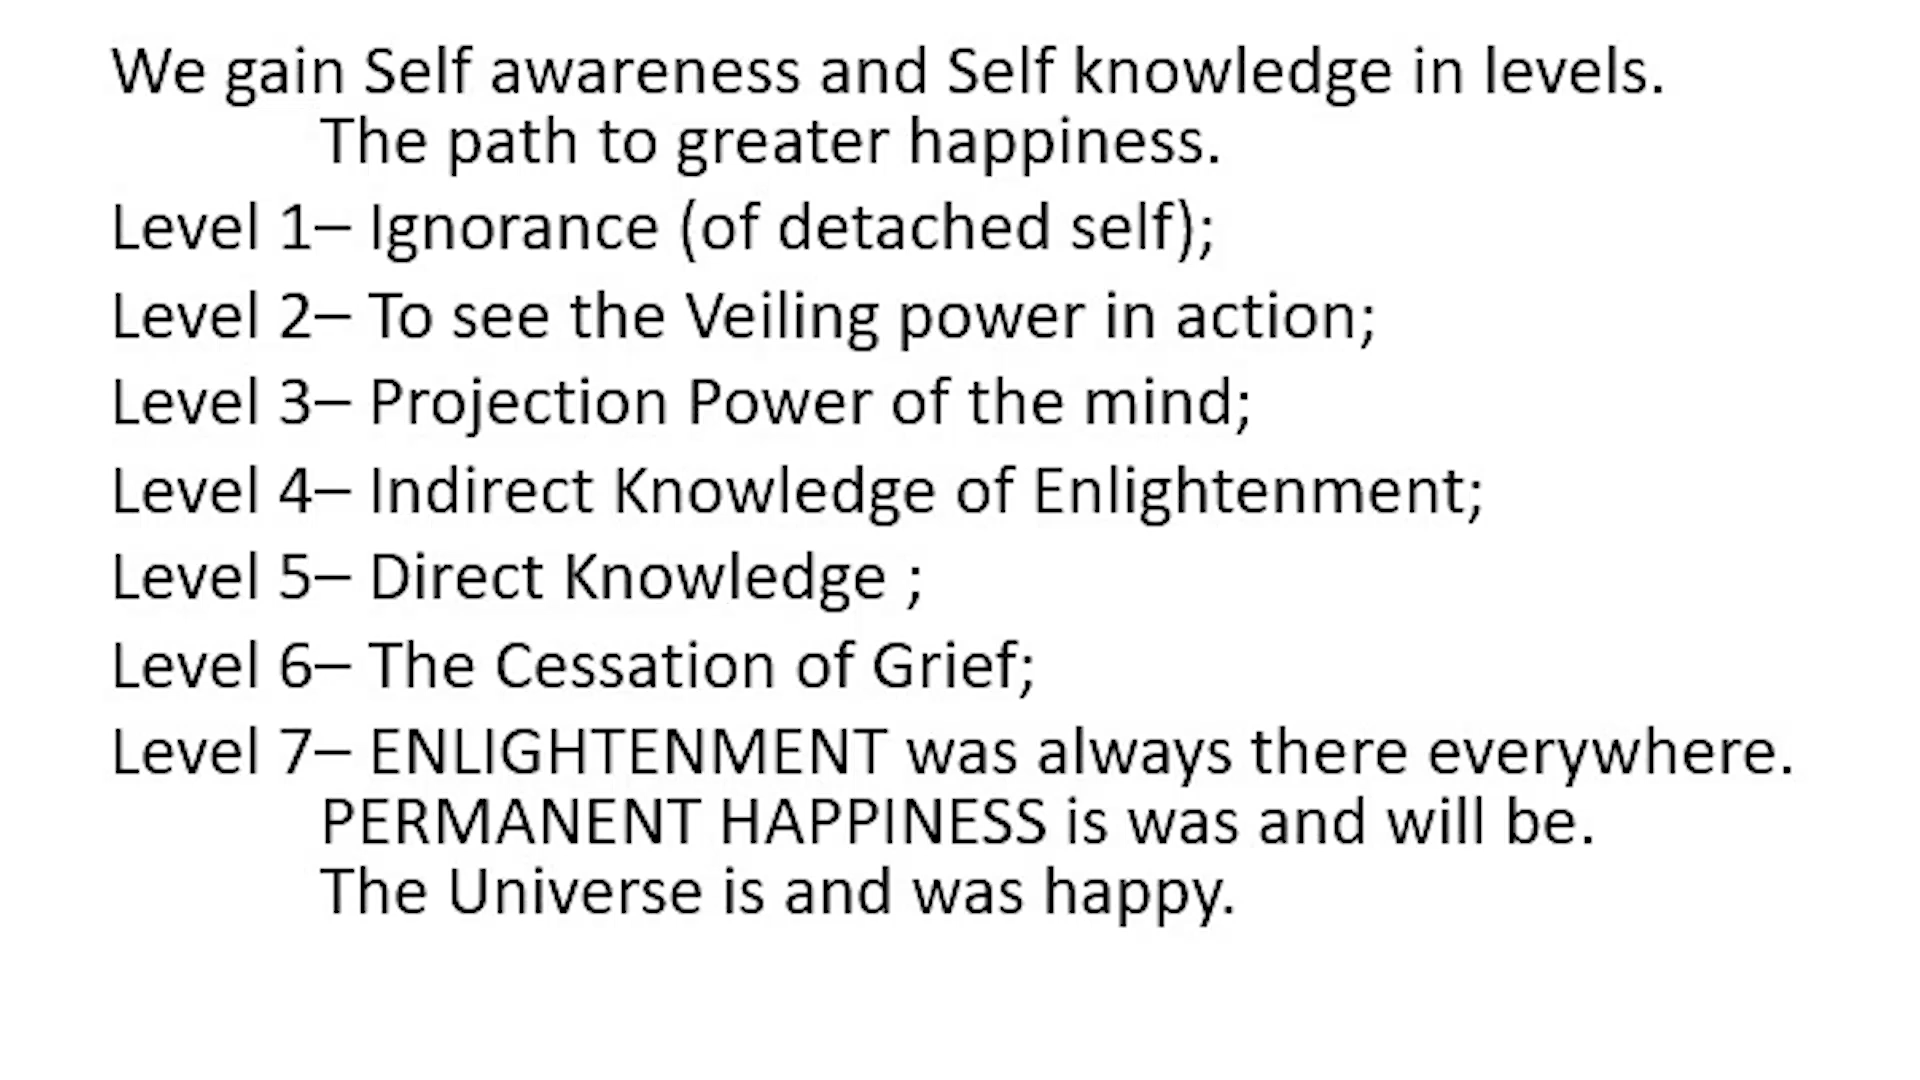 We gain Self awareness and Self knowledge in levels.
The path to greater happiness.
Level 1– Ignorance (of detached self);
Level 2– To see the Veiling power in action;
Level 3– Projection Power of the mind;
Level 4– Indirect Knowledge of Enlightenment;
Level 5– Direct Knowledge ;
Level 6– The Cessation of Grief;
Level 7– ENLIGHTENMENT was always there everywhere.
PERMANENT HAPPINESS is was and will be.
The Universe is and was happy.